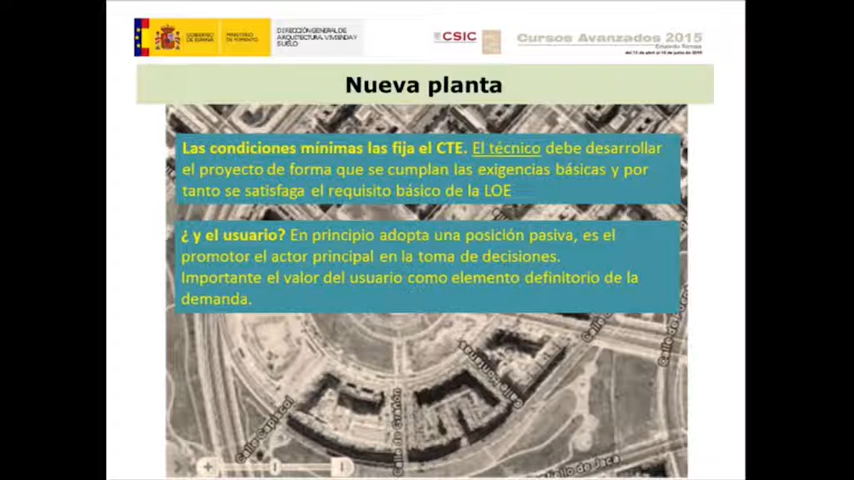 GOBIERNO DE ESPAÑA
MINISTERIO DE FOMENTO
DIRECCIÓN GENERAL DE
ARQUITECTURA, VIVIENDA Y
SUELO
CSIC
Cursos Avanzados 2015
Eduardo Torroja
Nueva planta
Las condiciones mínimas las fija el CTE. El técnico debe desarrollar
el proyecto de forma que se cumplan las exigencias básicas y por
tanto se satisfaga el requisito básico de la LOE
¿ y el usuario? En principio adopta una posición pasiva, es el
promotor el actor principal en la toma de decisiones.
Importante el valor del usuario como elemento definitorio de la
demanda.
Calle Capiscol
Calle de Grañón